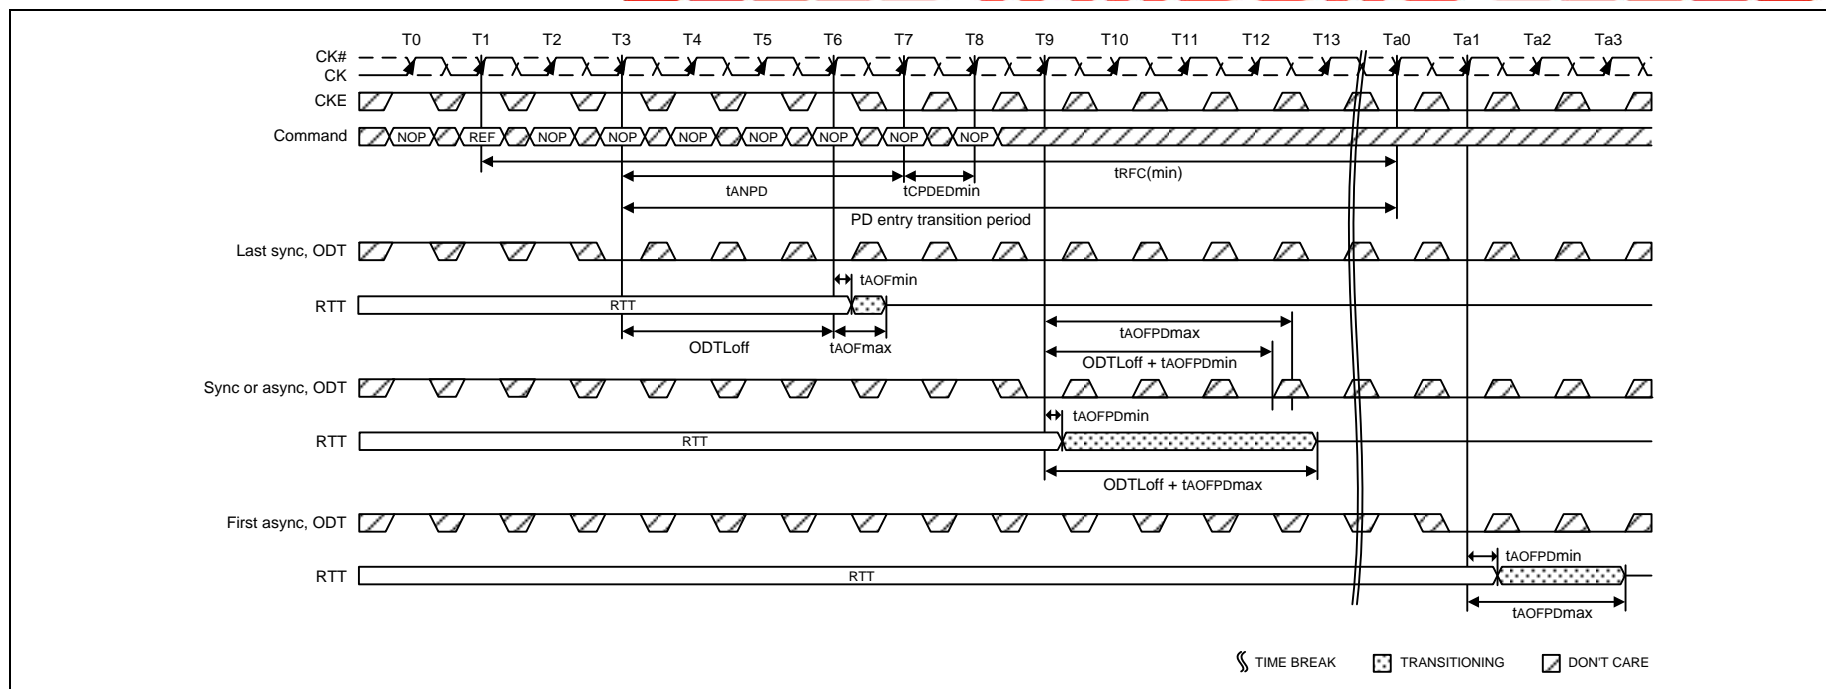 T0 T1 T2 T3 T4 T5 T6 T7 T8 T9 T10 T11 T12 T13 Ta0 Ta1 Ta2 Ta3
CK#
CK
CKE
Command NOP REF NOP NOP NOP NOP NOP NOP NOP
tRFC(min)
tANPD tCPDEDmin
PD entry transition period
Last sync, ODT
tAOFmin
RTT RTT
tAOFPDmax
ODTLoff tAOFmax
ODTLoff + tAOFPDmin
Sync or async, ODT
tAOFPDmin
RTT RTT
ODTLoff + tAOFPDmax
First async, ODT
tAOFPDmin
RTT RTT
tAOFPDmax
TIME BREAK TRANSITIONING DON'T CARE